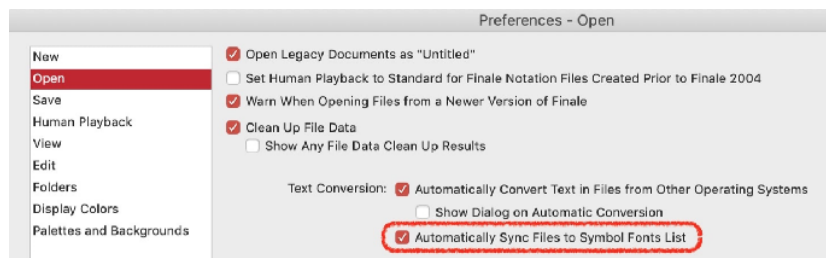 Preferences - Open
New
Open
Save
Human Playback
View
Edit
Folders
Display Colors
Palettes and Backgrounds
Open Legacy Documents as "Untitled"
Set Human Playback to Standard for Finale Notation Files Created Prior to Finale 2004
Warn When Opening Files from a Newer Version of Finale
Clean Up File Data
Show Any File Data Clean Up Results
Text Conversion: Automatically Convert Text in Files from Other Operating Systems
Show Dialog on Automatic Conversion
Automatically Sync Files to Symbol Fonts List